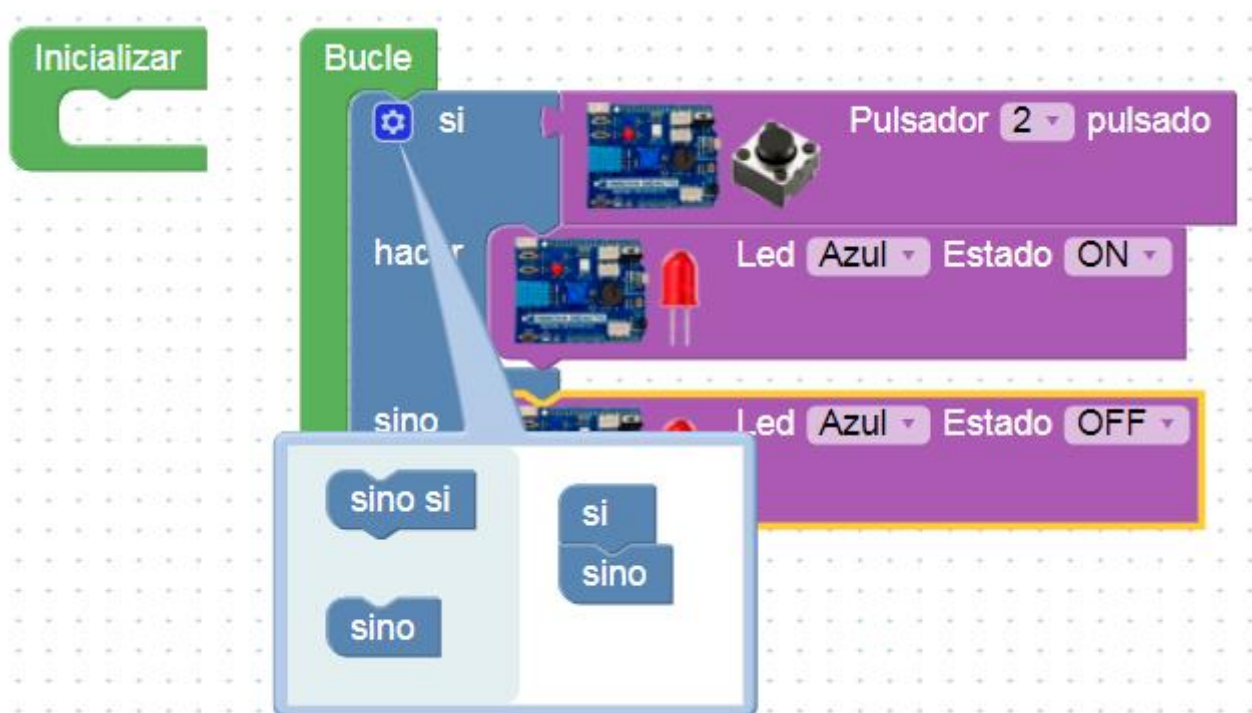 Inicializar
Bucle
si
Pulsador 2 pulsado
hacer
Led Azul Estado ON
sino
Led Azul Estado OFF
sino si
si
sino
sino